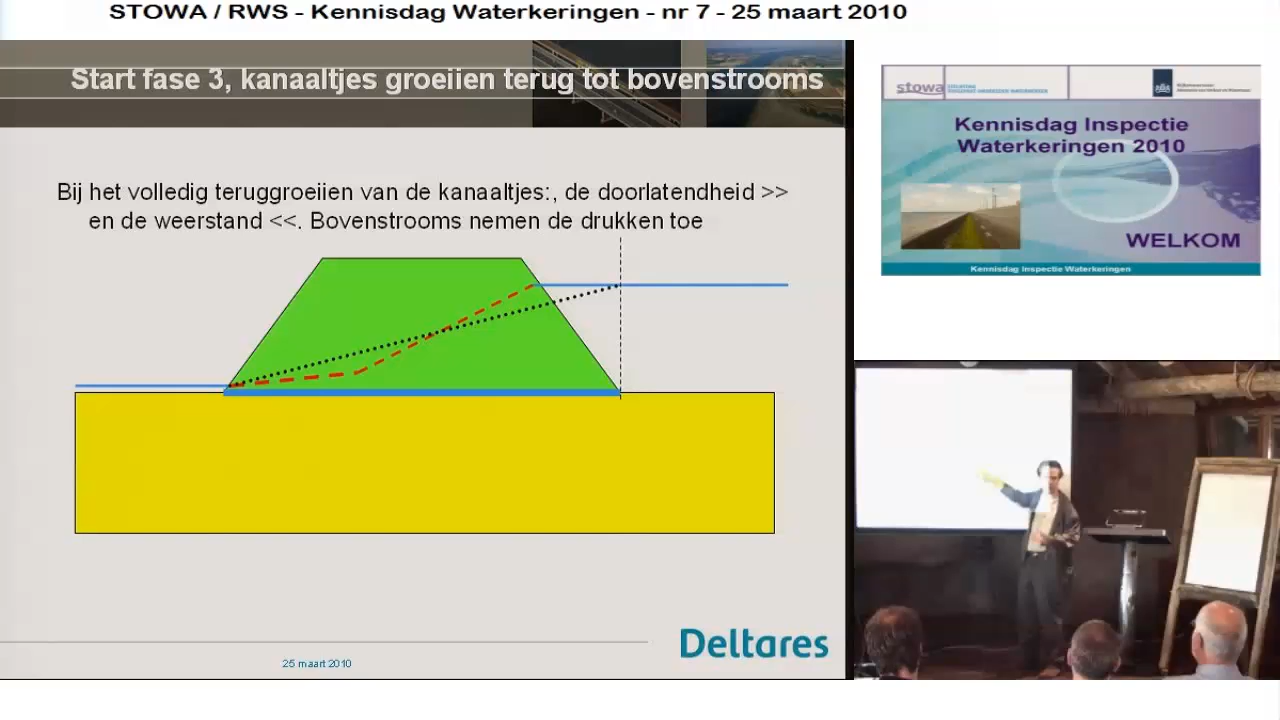 STOWA / RWS - Kennisdag Waterkeringen - nr 7 - 25 maart 2010
Start fase 3, kanaaltjes groeiien terug tot bovenstrooms
Bij het volledig teruggroeiien van de kanaaltjes:, de doorlatendheid >>
en de weerstand <<. Bovenstrooms nemen de drukken toe
Deltares
25 maart 2010
stowa
Kennisdag Inspectie
Waterkeringen 2010
WELKOM
Kennisdag Inspectie Waterkeringen